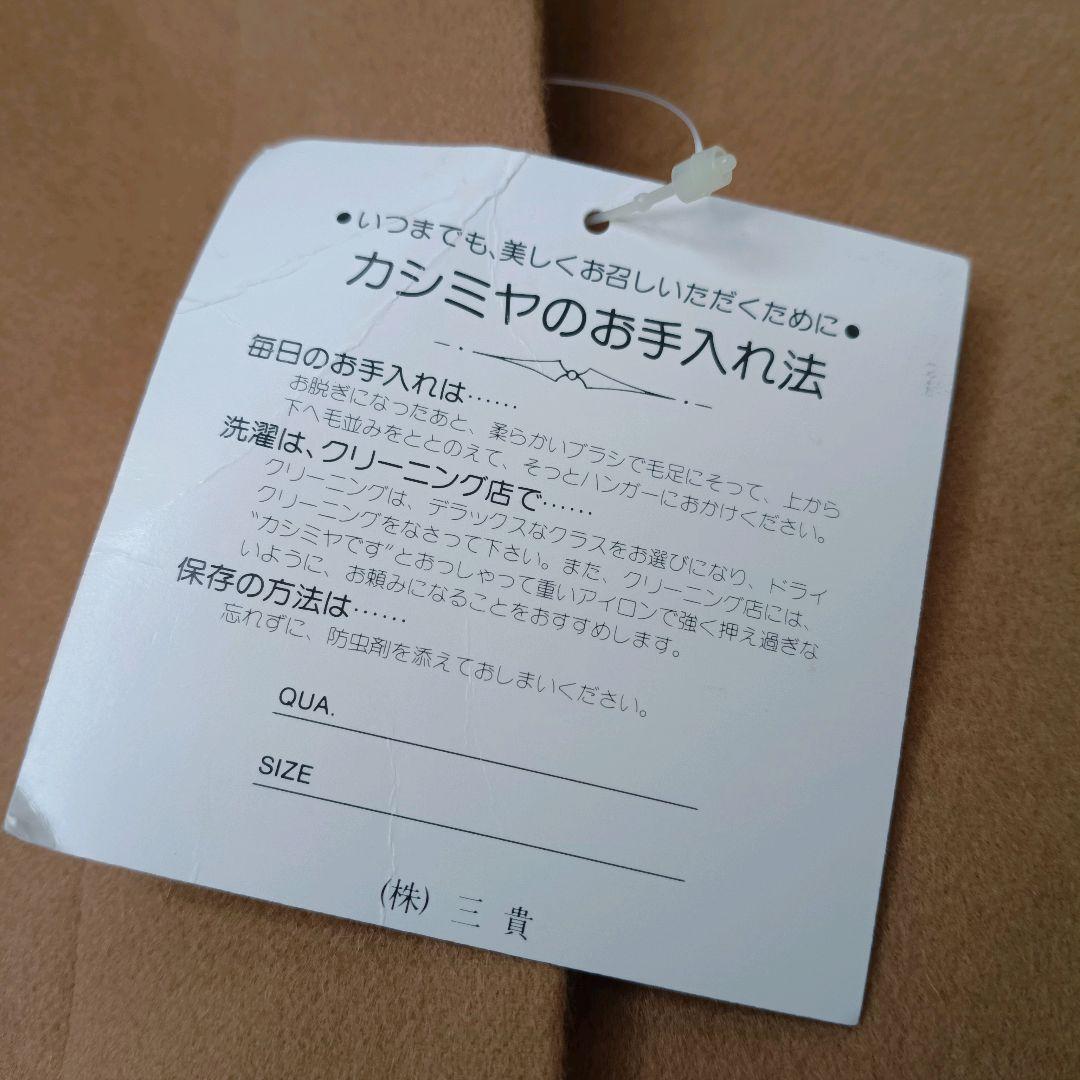 ●いつまでも、美しくお召しいただくために●
カシミヤのお手入れ法
毎日のお手入れは……
お脱ぎになったあと、柔らかいブラシで毛足にそって、上から
下へ毛並みをととのえて、そっとハンガーにおかけください。
洗濯は、クリーニング店で……
クリーニングは、デラックスなクラスをお選びになり、ドライ
クリーニングをなさって下さい。また、クリーニング店には、
“カシミヤです”とおっしやって重いアイロンで強く押え過ぎな
いように、お頼みになることをおすすめします。
保存の方法は……
忘れずに、防虫剤を添えておしまいください。
QUA.
SIZE
(株) 三 貴